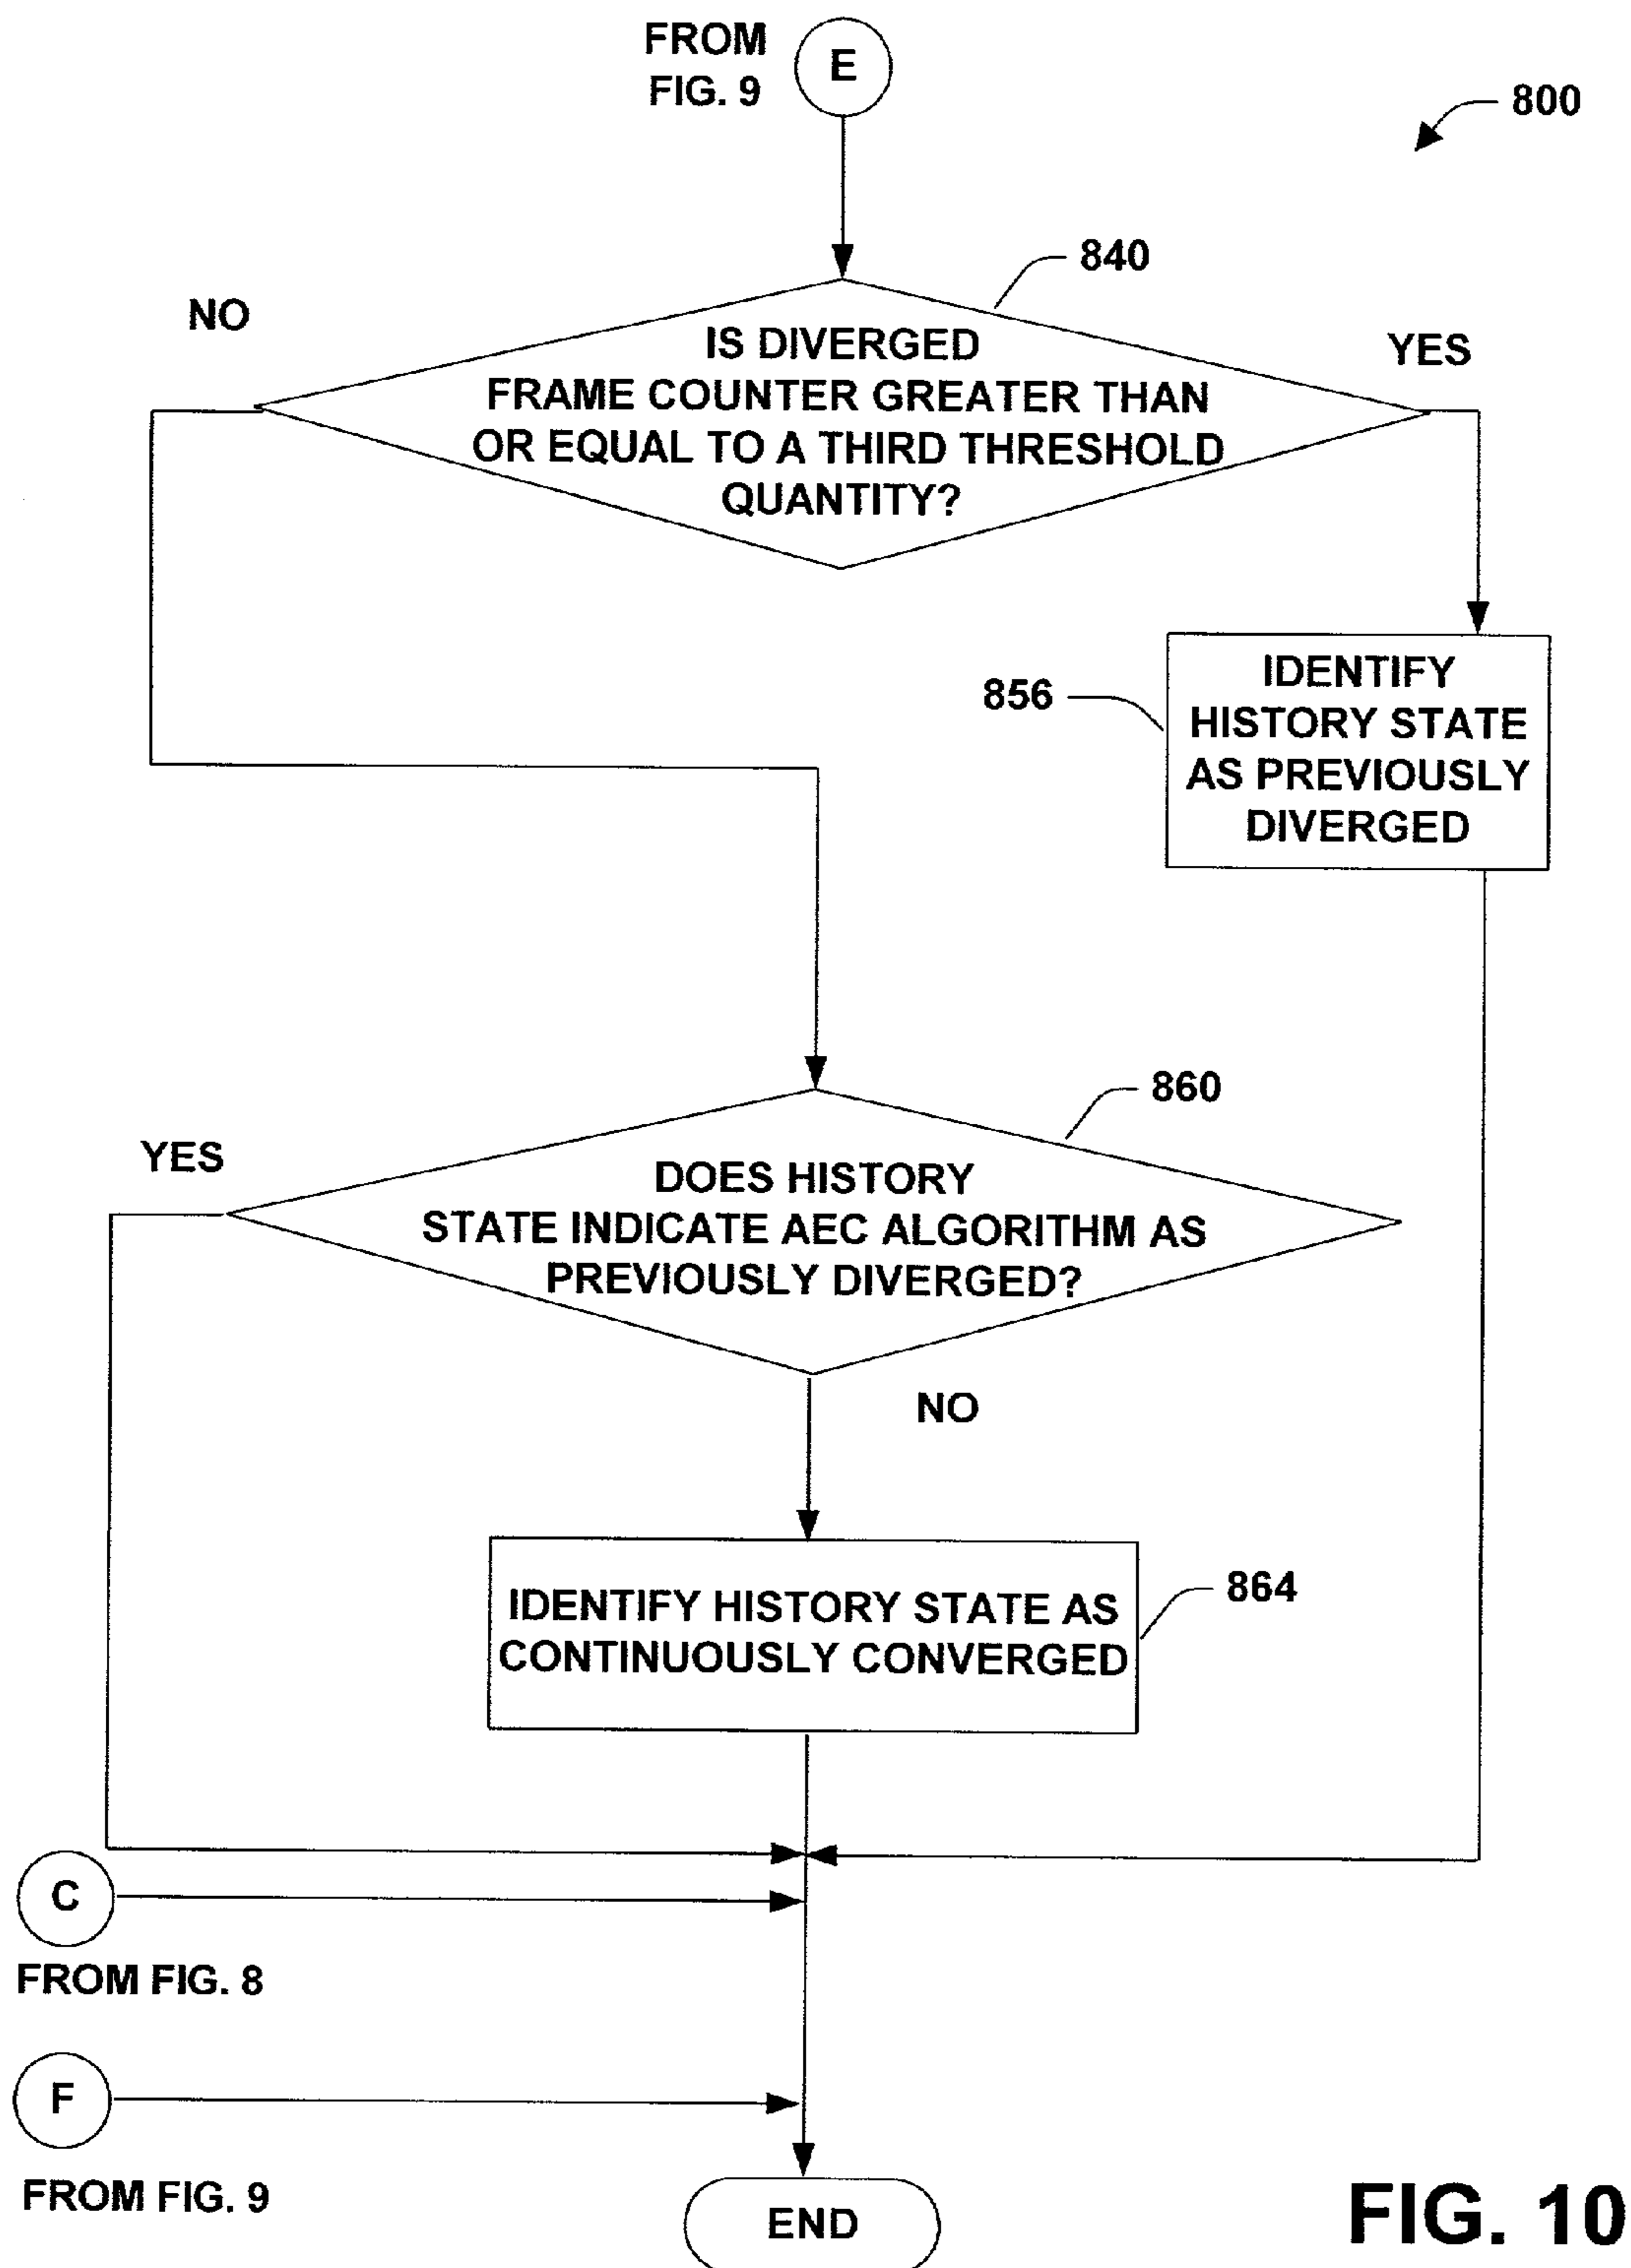 FROM
FIG. 9
E
800
840
NO
YES
IS DIVERGED
FRAME COUNTER GREATER THAN
OR EQUAL TO A THIRD THRESHOLD
QUANTITY?
856
IDENTIFY
HISTORY STATE
AS PREVIOUSLY
DIVERGED
860
YES
DOES HISTORY
STATE INDICATE AEC ALGORITHM AS
PREVIOUSLY DIVERGED?
NO
864
IDENTIFY HISTORY STATE AS
CONTINUOUSLY CONVERGED
C
FROM FIG. 8
F
FROM FIG. 9
END
FIG. 10